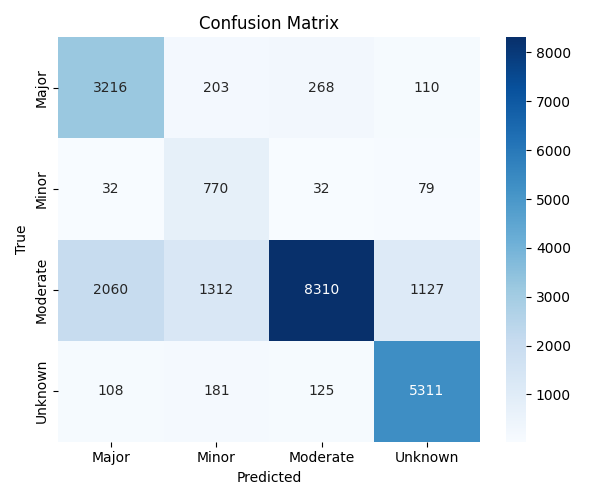 Confusion Matrix
Major 3216 203 268 110
Minor 32 770 32 79
Moderate 2060 1312 8310 1127
Unknown 108 181 125 5311
True
Major Minor Moderate Unknown
Predicted
8000
7000
6000
5000
4000
3000
2000
1000